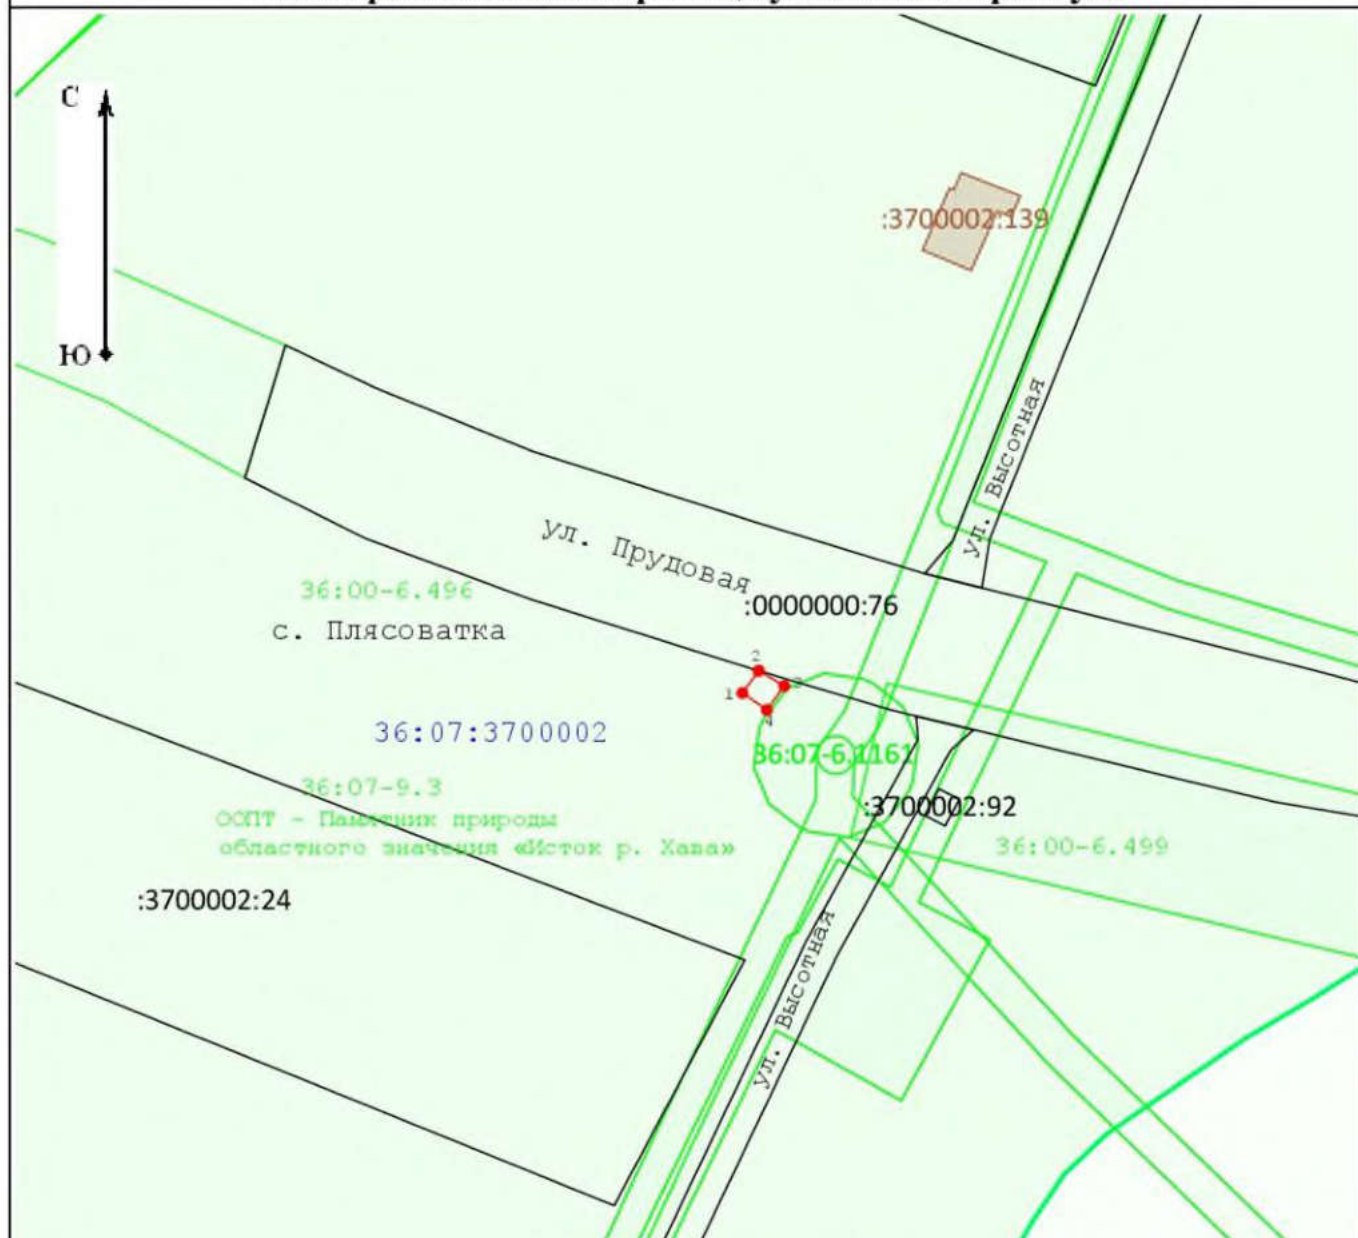 С
:3700002:139
Ю
ул. Высотная
ул. Прудовая
36:00-6.496
:0000000:76
с. Плясоватка
2
1
3
4
36:07:3700002
36:07-6.1161
36:07-9.3
:3700002:92
ООПТ - Памятник природы
областного значения «Исток р. Хава»
36:00-6.499
:3700002:24
ул. Высотная